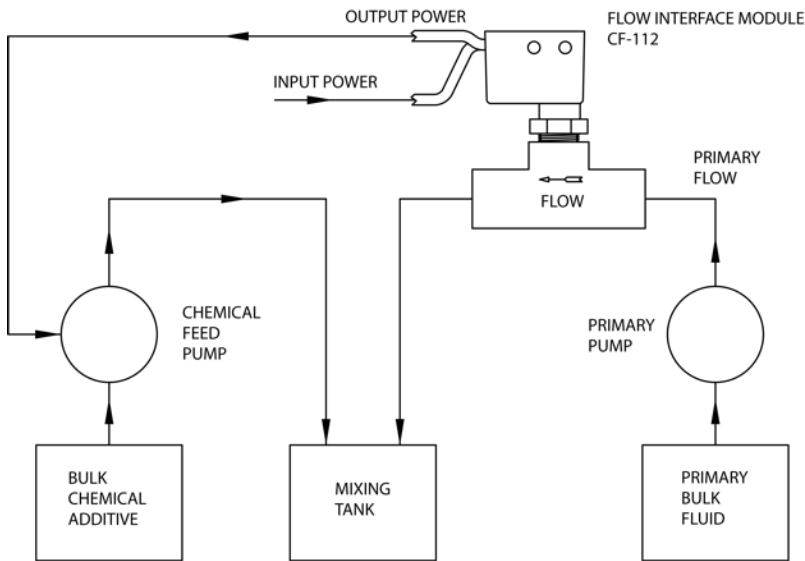 OUTPUT POWER
FLOW INTERFACE MODULE
CF-112
INPUT POWER
PRIMARY
FLOW
FLOW
CHEMICAL
FEED
PUMP
PRIMARY
PUMP
BULK
CHEMICAL
ADDITIVE
MIXING
TANK
PRIMARY
BULK
FLUID